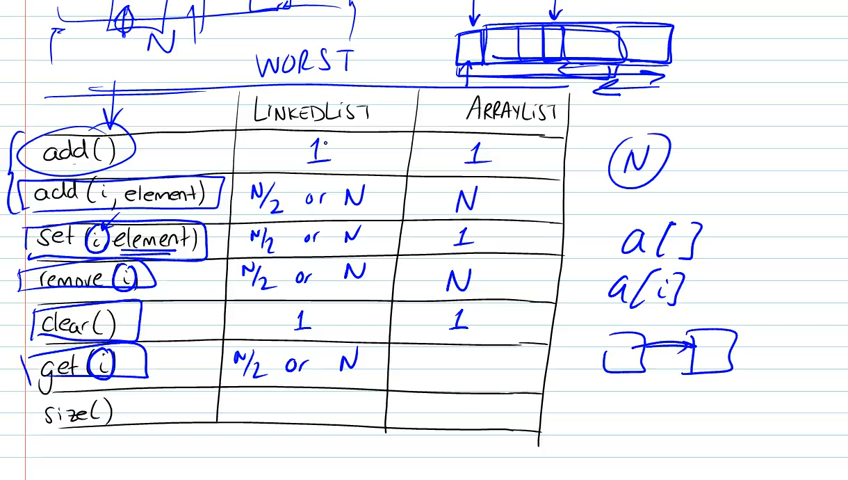 N
WORST
LINKEDLIST ARRAYLIST
add() 1 1
add(i, element) N/2 or N N
set (i element) N/2 or N 1
remove i N/2 or N N
clear() 1 1
get i N/2 or N
size()
N
a[]
a[i]